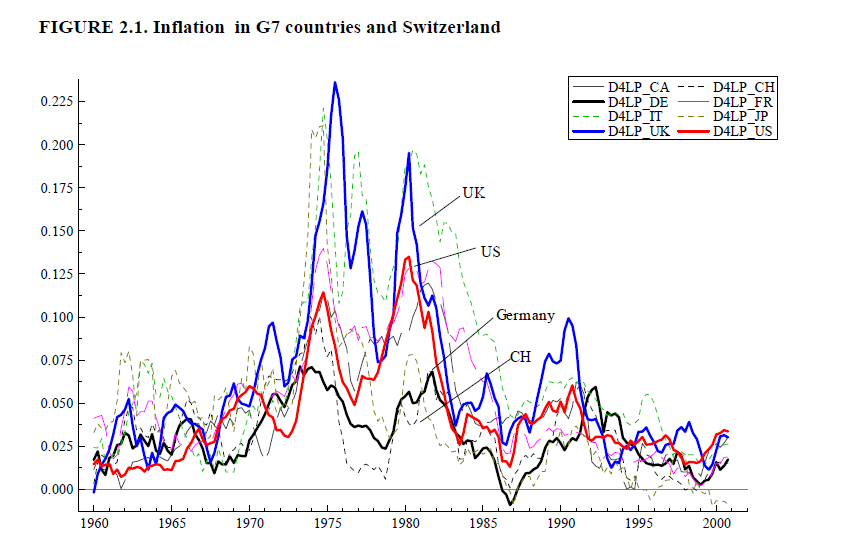 FIGURE 2.1. Inflation in G7 countries and Switzerland
D4LP_CA D4LP_CH
D4LP_DE D4LP_FR
D4LP_IT D4LP_JP
D4LP_UK D4LP_US
0.225
0.200
0.175
0.150
0.125
0.100
0.075
0.050
0.025
0.000
UK
US
Germany
CH
1960 1965 1970 1975 1980 1985 1990 1995 2000